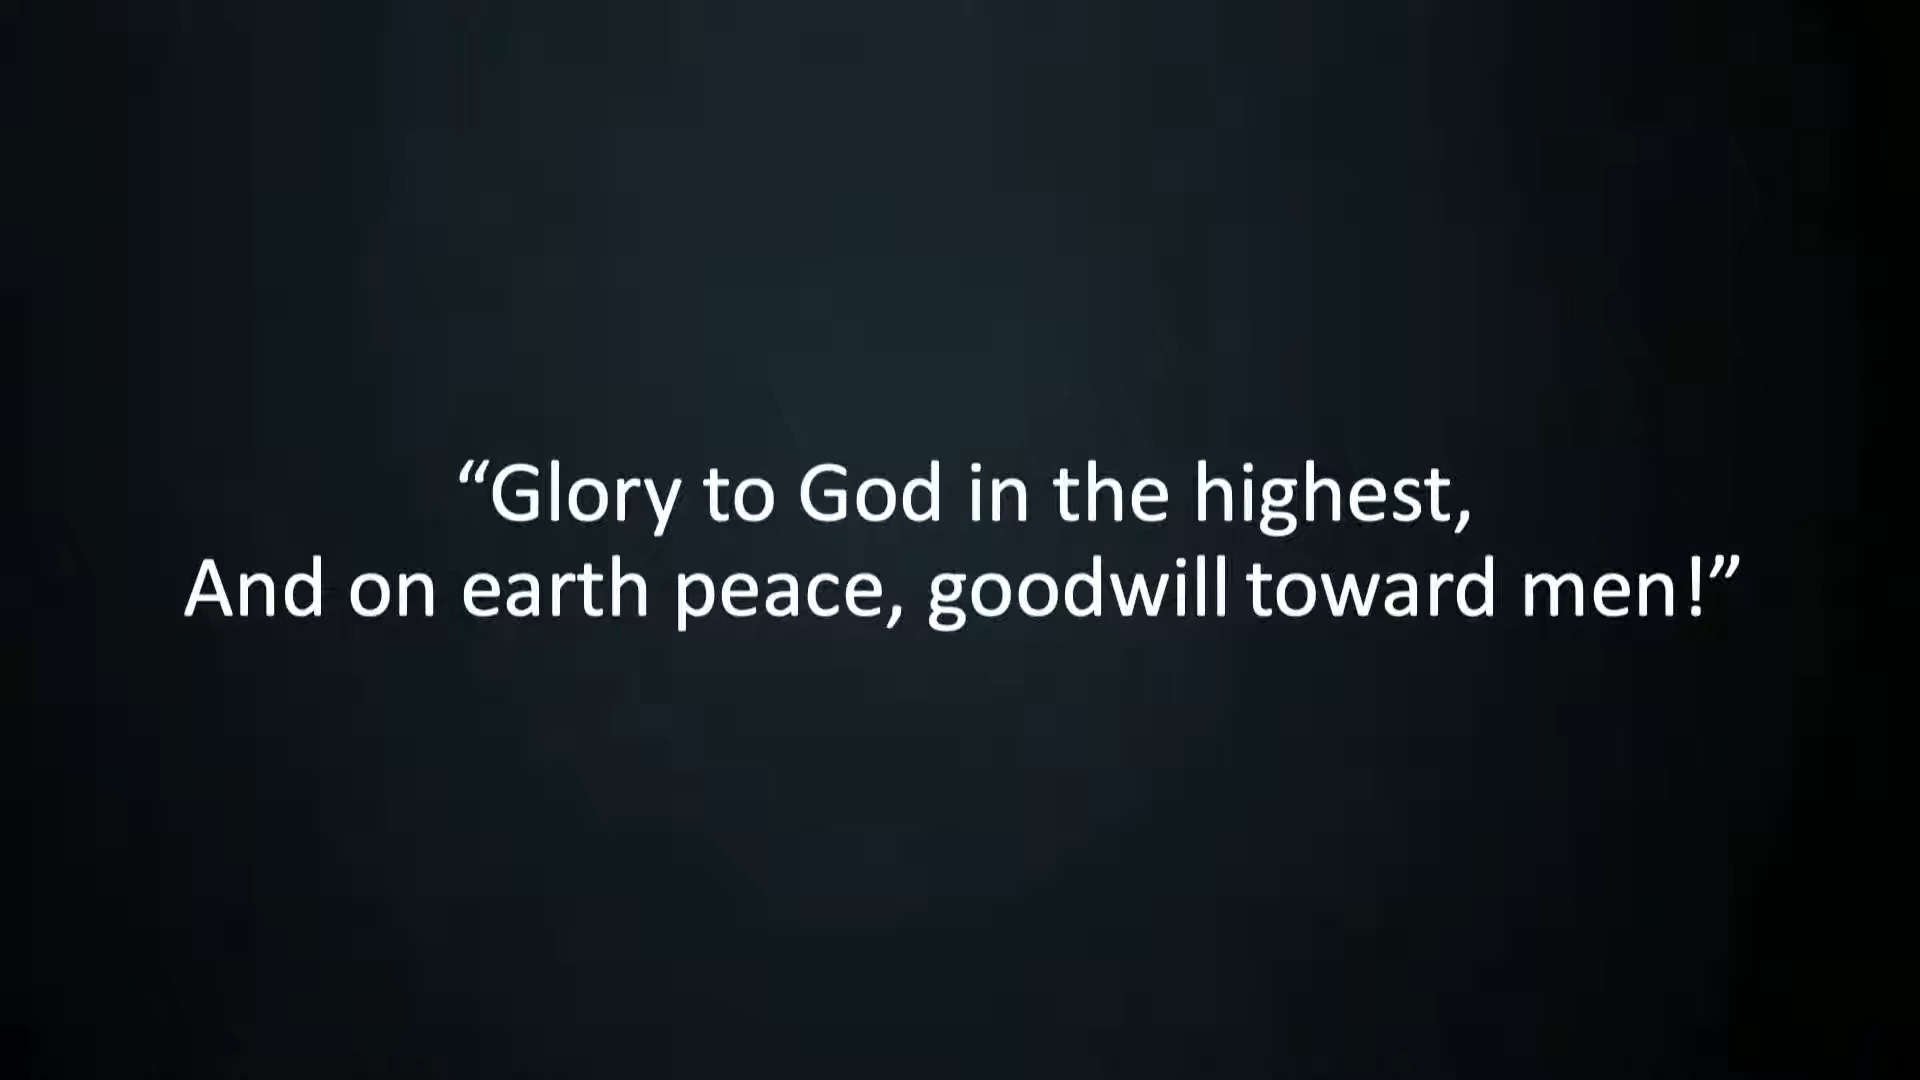 “Glory to God in the highest,
And on earth peace, goodwill toward men!”